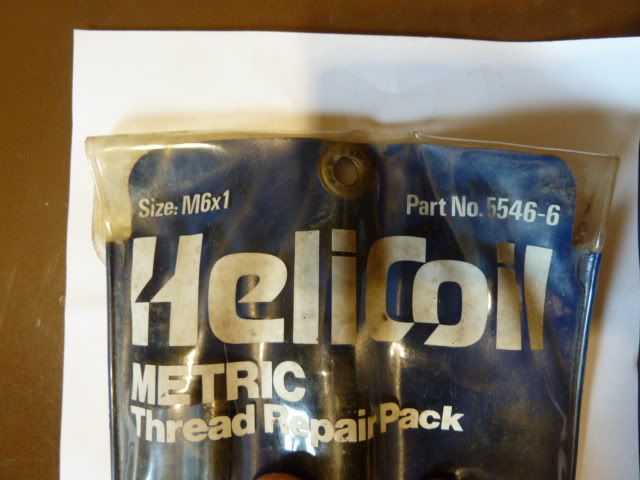 Size: M6x1 Part No. 5546-6
HeliCoil
METRIC
Thread Repair Pack